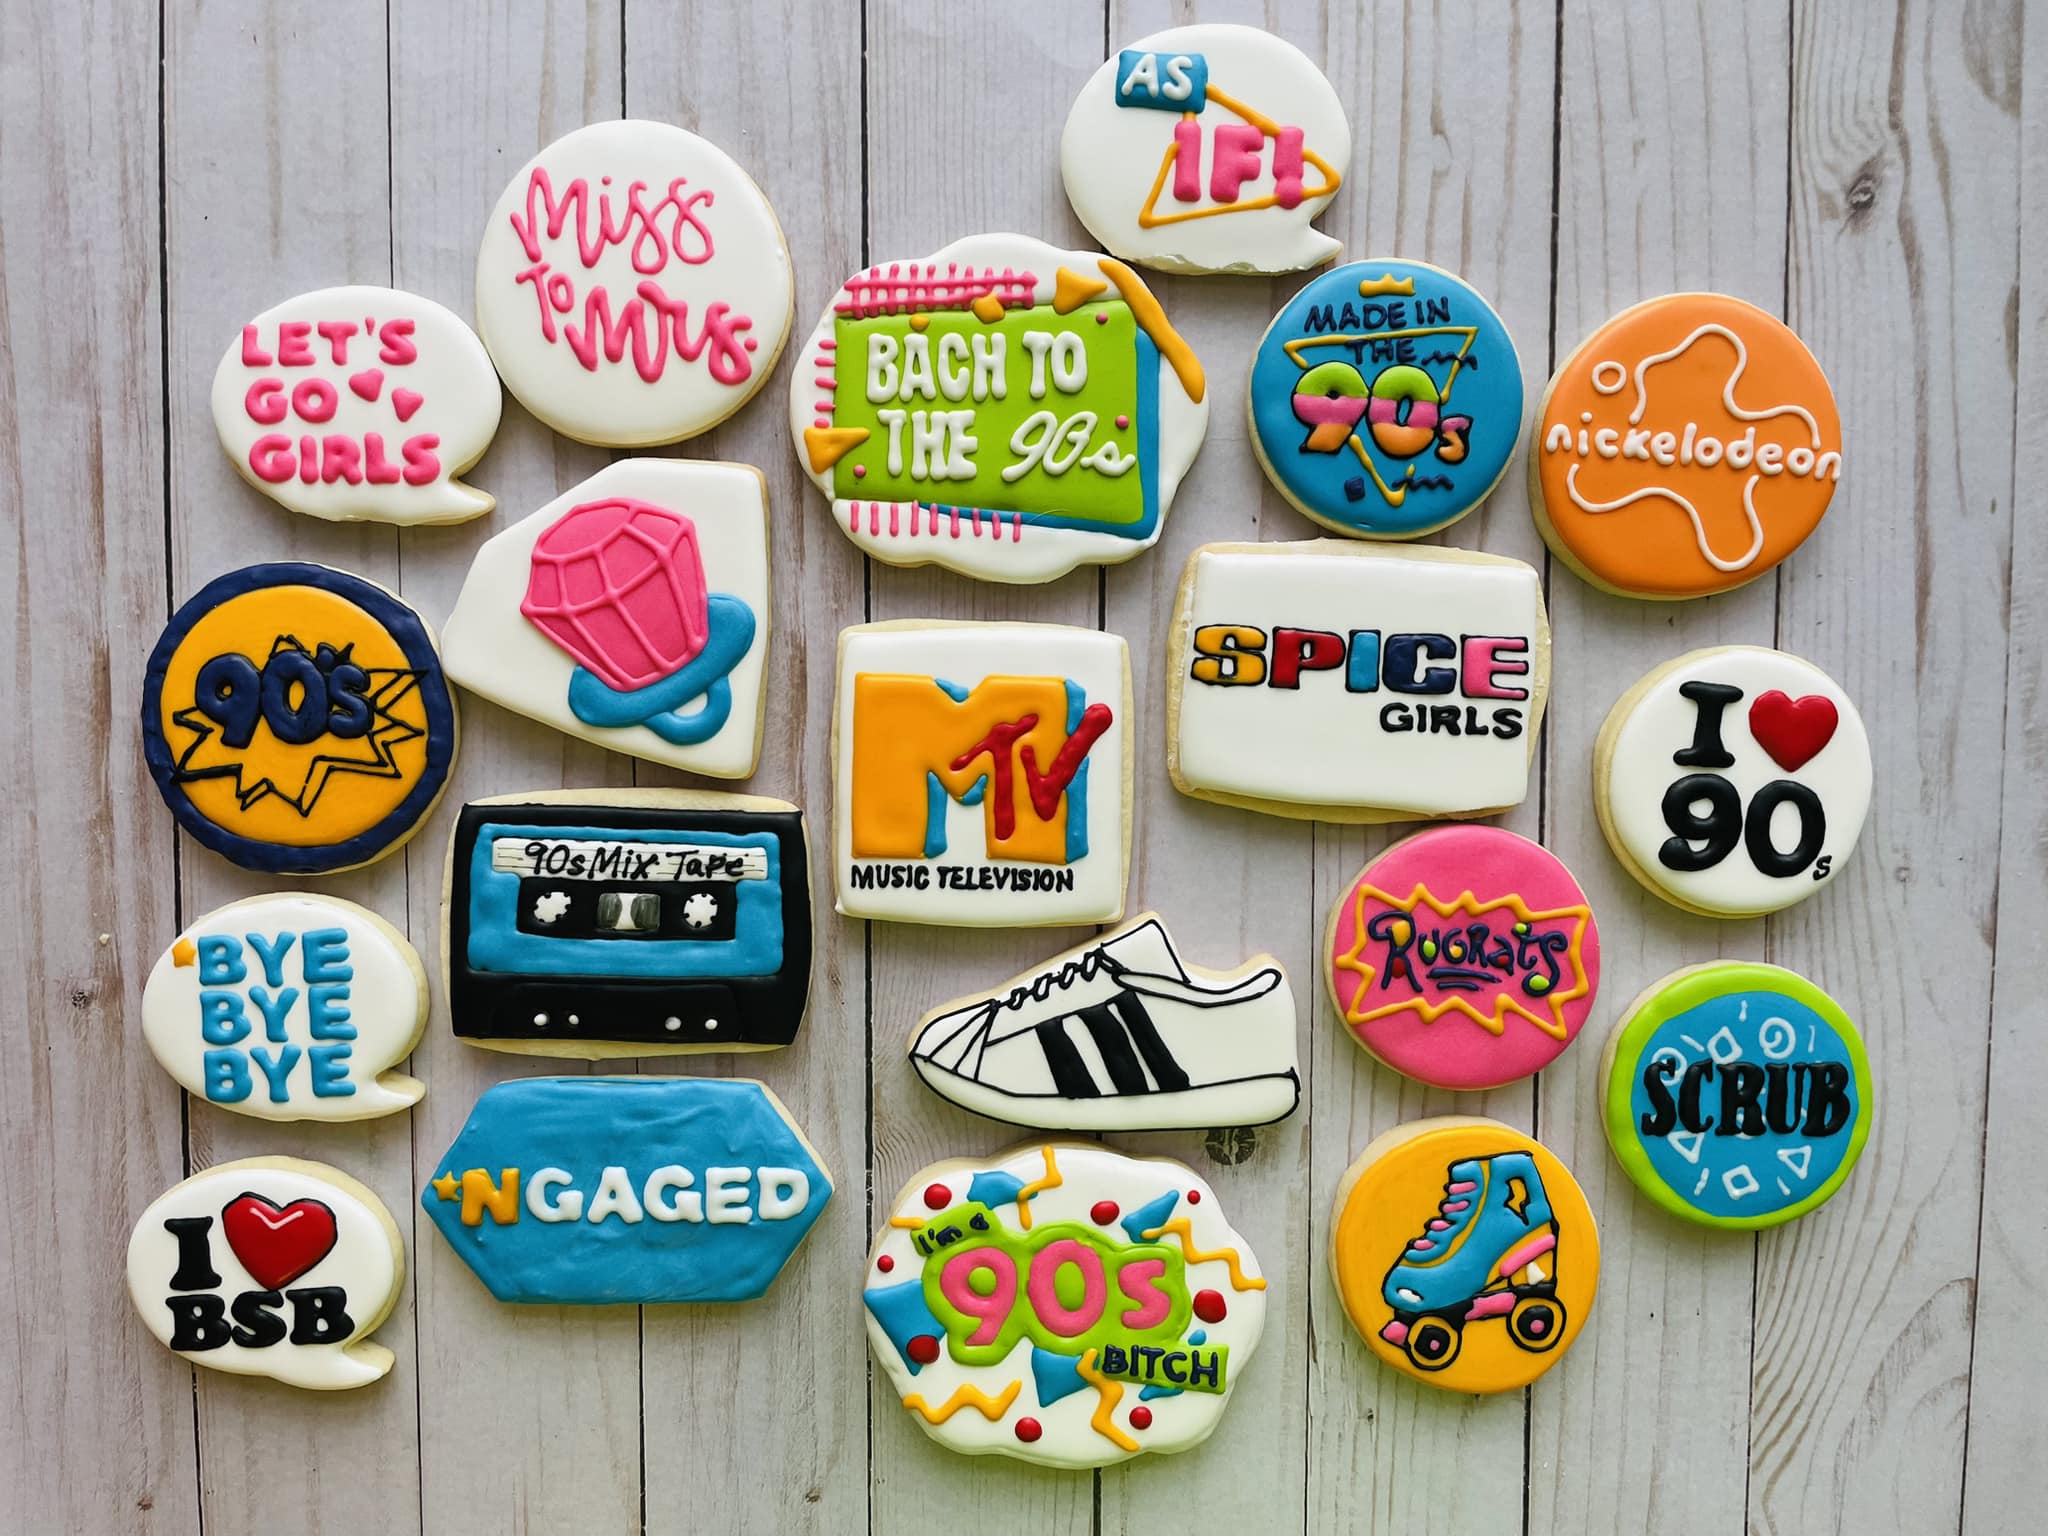 AS
IF!
Miss
To
Mrs.
LET'S
GO
GIRLS
BACH TO
THE 90s
MADE IN
THE
90s
nickelodeon
90's
SPICE
GIRLS
MTV
MUSIC TELEVISION
I
90s
90s Mix Tape
RUGRATS
BYE
BYE
BYE
SCRUB
'NGAGED
I
BSB
I'm a
90s
BITCH